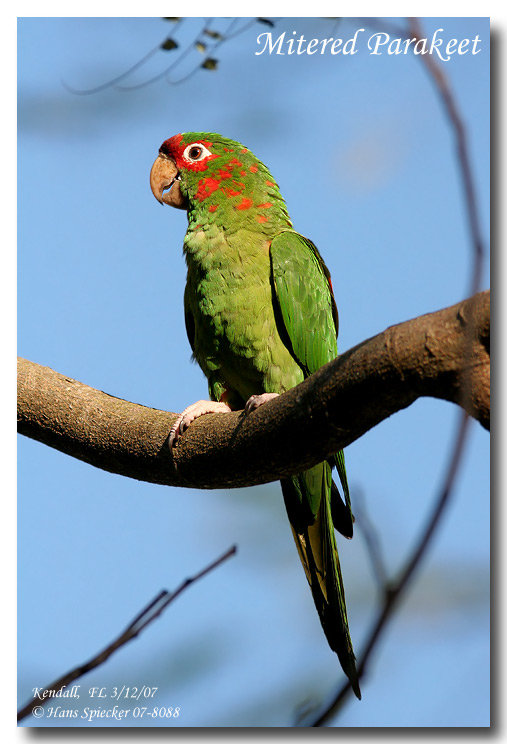 Mitered Parakeet
Kendall, FL 3/12/07
© Hans Spiecker 07-8088